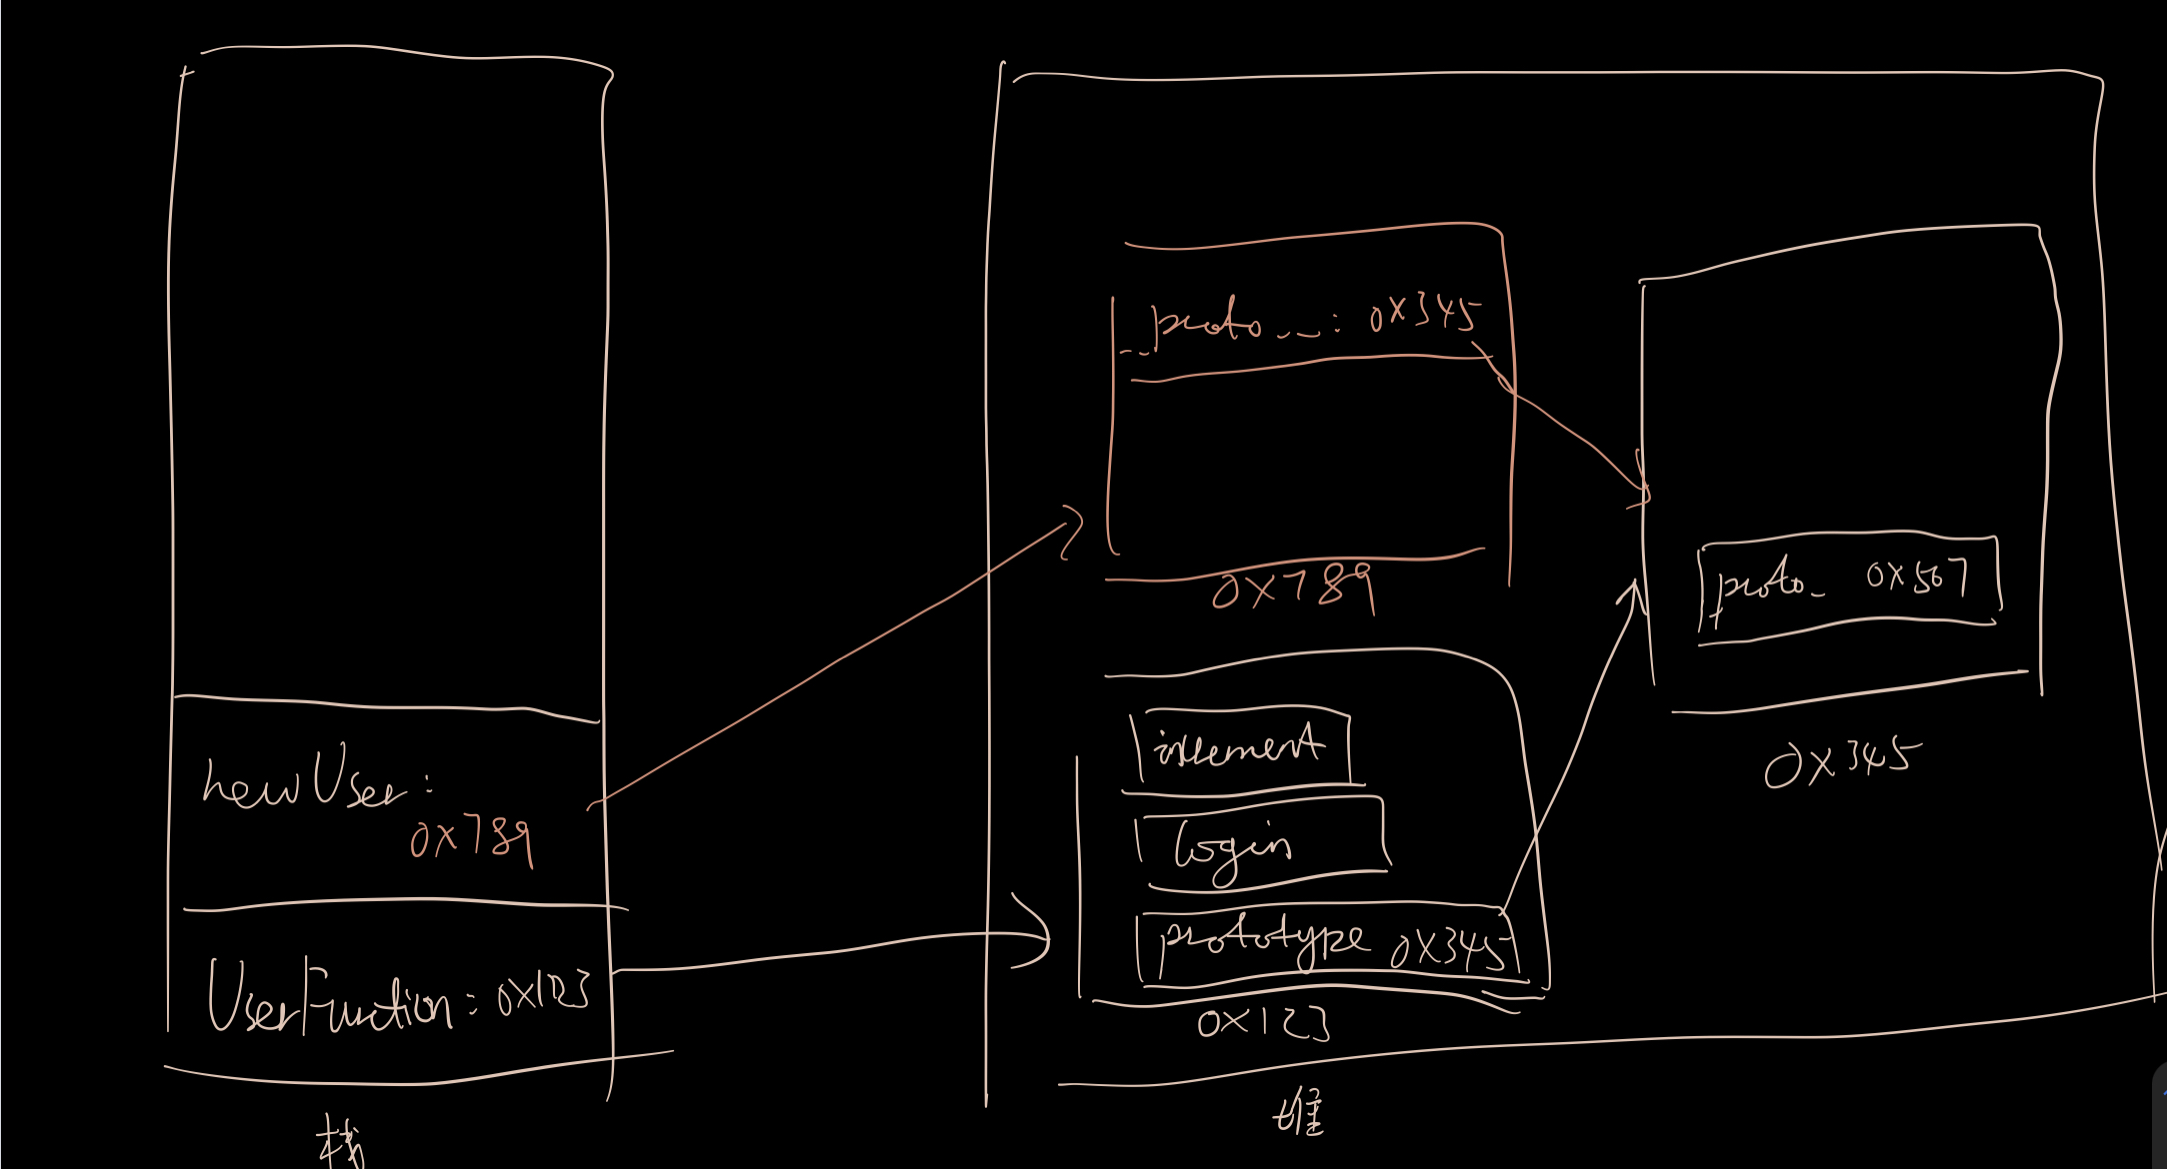 newUser:
0x789
UserFunction: 0x123
栈
__proto__: 0x345
0x789
increment
login
prototype 0x345
0x123
proto_ 0x567
0x345
堆